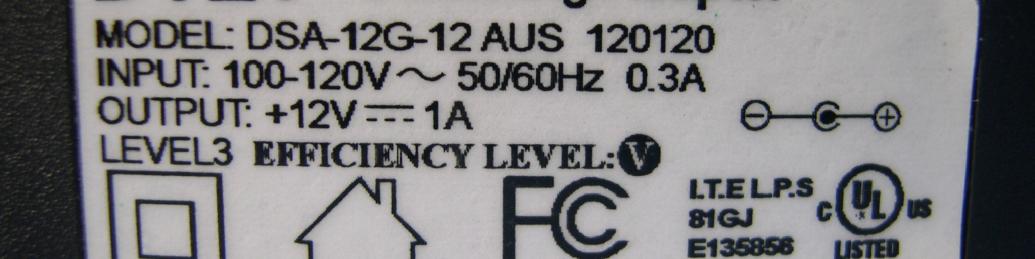 MODEL: DSA-12G-12 AUS 120120
INPUT: 100-120V～ 50/60Hz 0.3A
OUTPUT: +12V⎓1A
LEVEL3 EFFICIENCY LEVEL:V
FC
I.T.E L.P.S
81GJ
E135856
C UL US
LISTED